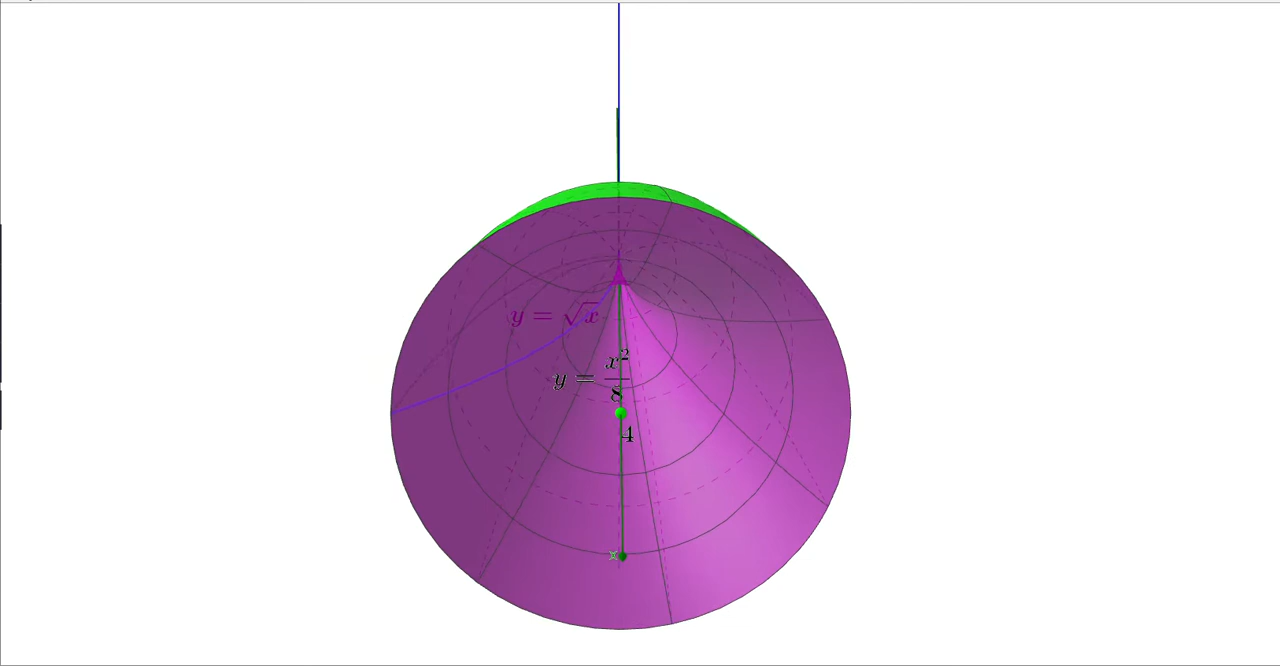 y = √x
y = x²/8
4
x